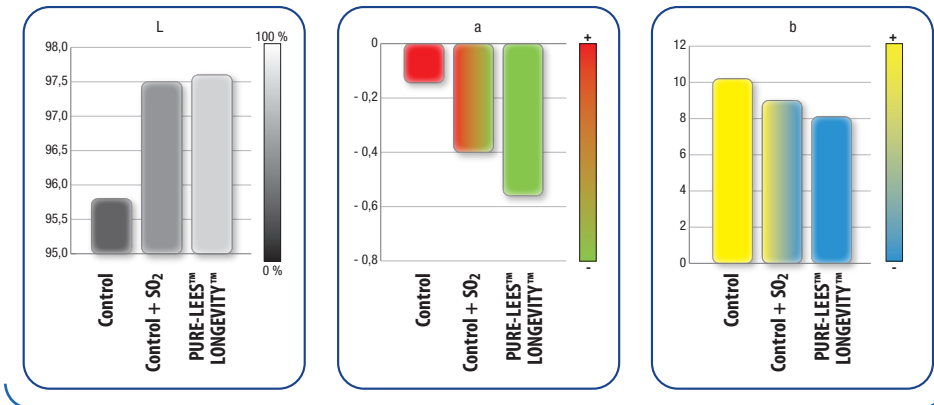 L
100 %
98,0
97,5
97,0
96,5
96,0
95,5
95,0
0 %
Control
Control + SO₂
PURE-LEES™
LONGEVITY™
a
+
0
- 0,2
- 0,4
- 0,6
- 0,8
-
Control
Control + SO₂
PURE-LEES™
LONGEVITY™
b
+
12
10
8
6
4
2
0
-
Control
Control + SO₂
PURE-LEES™
LONGEVITY™